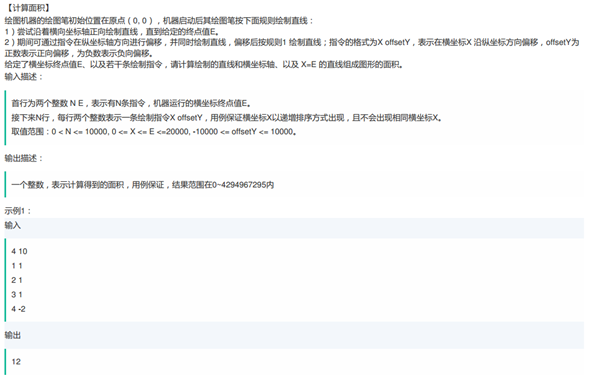 【计算面积】
绘图机器的绘图笔初始位置在原点（0, 0），机器启动后其绘图笔按下面规则绘制直线：
1）尝试沿着横向坐标轴正向绘制直线，直到给定的终点值E。
2）期间可通过指令在纵坐标轴方向进行偏移，并同时绘制直线，偏移后按规则1 绘制直线；指令的格式为X offsetY，表示在横坐标X 沿纵坐标方向偏移，offsetY为
正数表示正向偏移，为负数表示负向偏移。
给定了横坐标终点值E、以及若干条绘制指令，请计算绘制的直线和横坐标轴、以及 X=E 的直线组成图形的面积。
输入描述：
首行为两个整数 N E，表示有N条指令，机器运行的横坐标终点值E。
接下来N行，每行两个整数表示一条绘制指令X offsetY，用例保证横坐标X以递增排序方式出现，且不会出现相同横坐标X。
取值范围：0 < N <= 10000, 0 <= X <= E <=20000, -10000 <= offsetY <= 10000。
输出描述：
一个整数，表示计算得到的面积，用例保证，结果范围在0~4294967295内
示例1：
输入
4 10
1 1
2 1
3 1
4 -2
输出
12